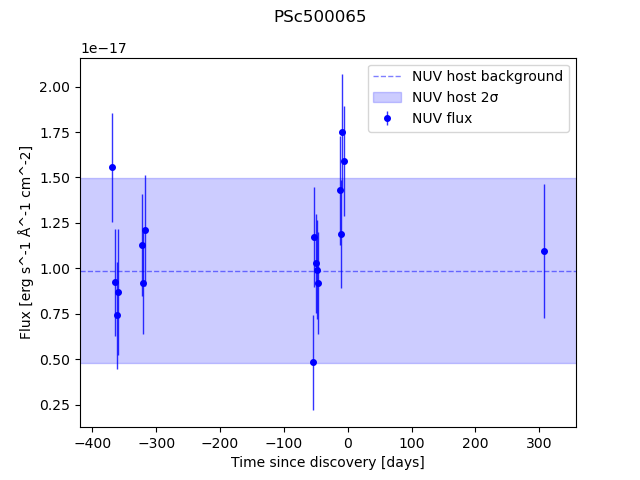 PSc500065
1e−17
NUV host background
NUV host 2σ
NUV flux
2.00
1.75
1.50
1.25
1.00
0.75
0.50
0.25
Flux [erg s^-1 Å^-1 cm^-2]
−400
−300
−200
−100
0
100
200
300
Time since discovery [days]